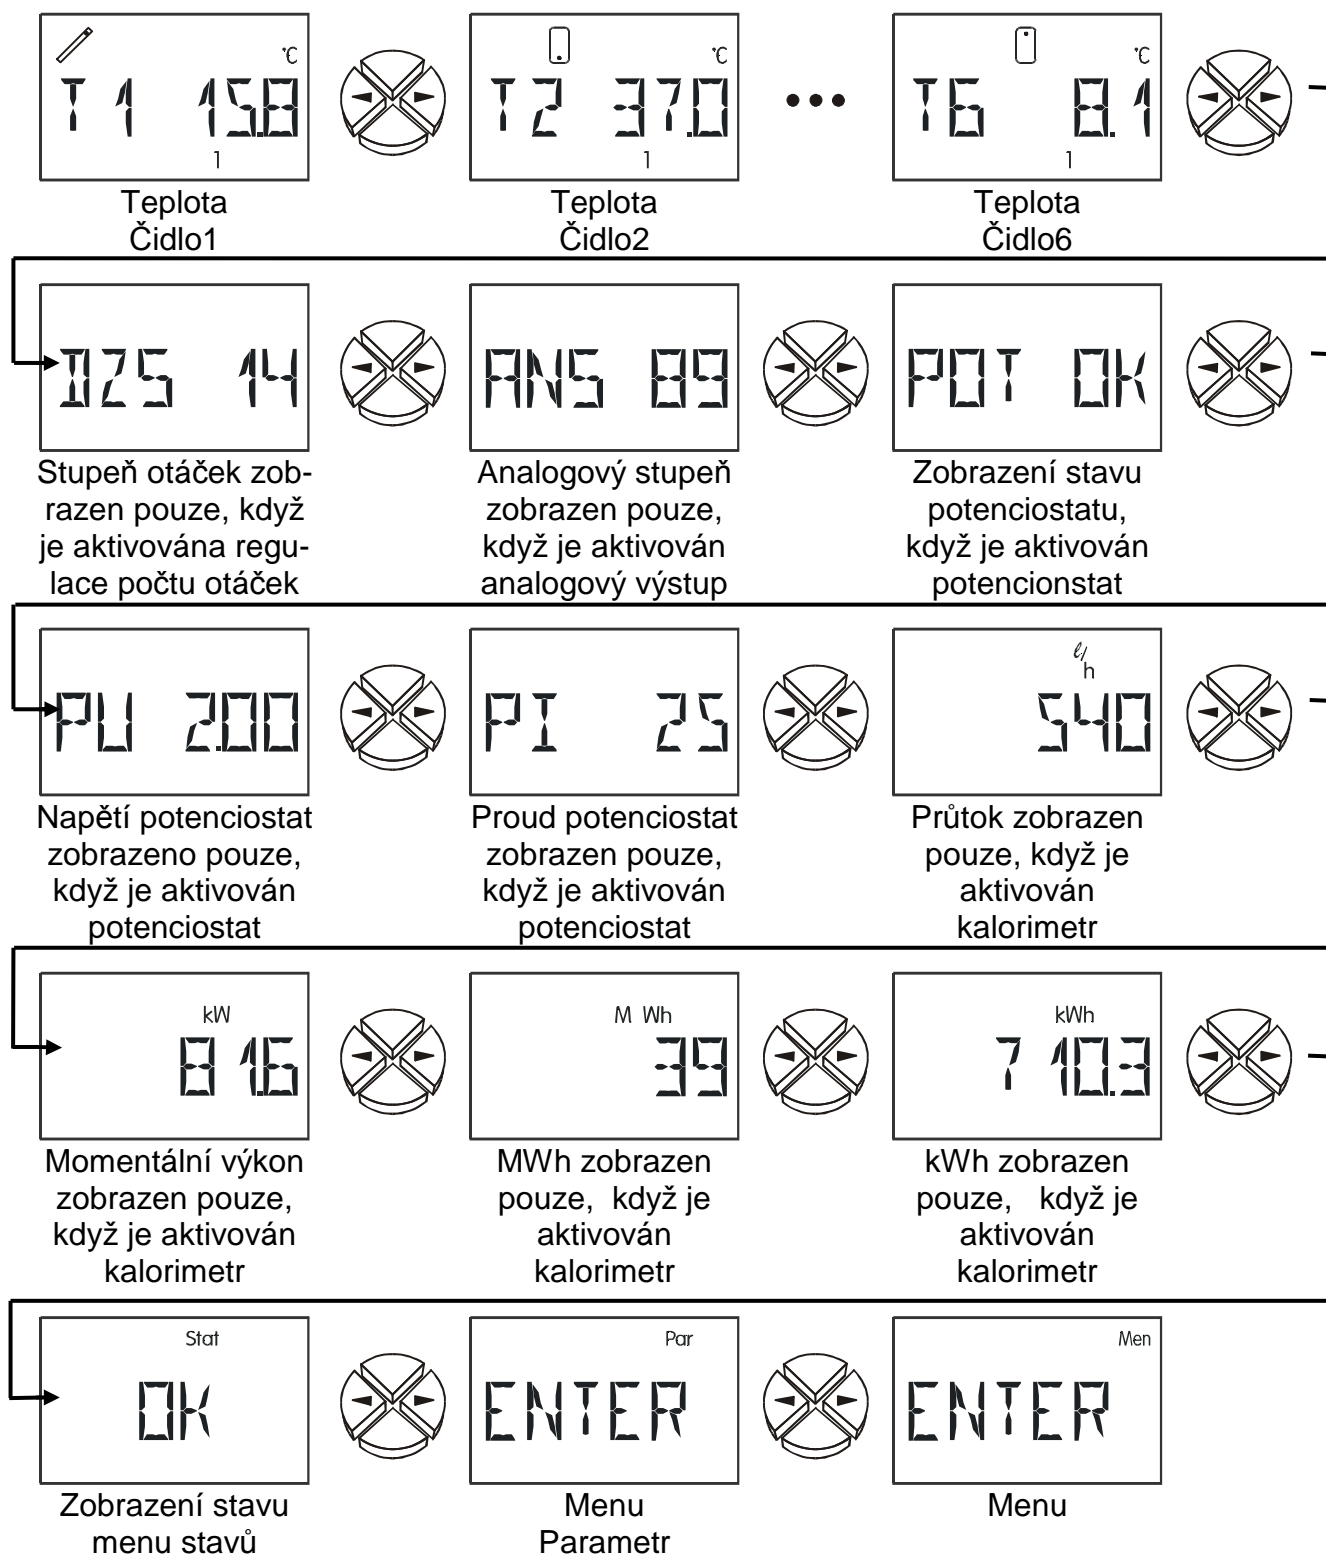 °C
T1 15.8
1
Teplota
Čidlo1
°C
T2 37.0
1
Teplota
Čidlo2
•••
°C
T6 8.1
1
Teplota
Čidlo6
DZS 14
Stupeň otáček zob-
razen pouze, když
je aktivována regu-
lace počtu otáček
ANS 89
Analogový stupeň
zobrazen pouze,
když je aktivován
analogový výstup
POT OK
Zobrazení stavu
potenciostatu,
když je aktivován
potencionstat
PU 2.00
Napětí potenciostat
zobrazeno pouze,
když je aktivován
potenciostat
PI 25
Proud potenciostat
zobrazen pouze,
když je aktivován
potenciostat
l/h
540
Průtok zobrazen
pouze, když je
aktivován
kalorimetr
kW
81.6
Momentální výkon
zobrazen pouze,
když je aktivován
kalorimetr
M Wh
39
MWh zobrazen
pouze, když je
aktivován
kalorimetr
kWh
710.3
kWh zobrazen
pouze, když je
aktivován
kalorimetr
Stat
OK
Zobrazení stavu
menu stavů
Par
ENTER
Menu
Parametr
Men
ENTER
Menu